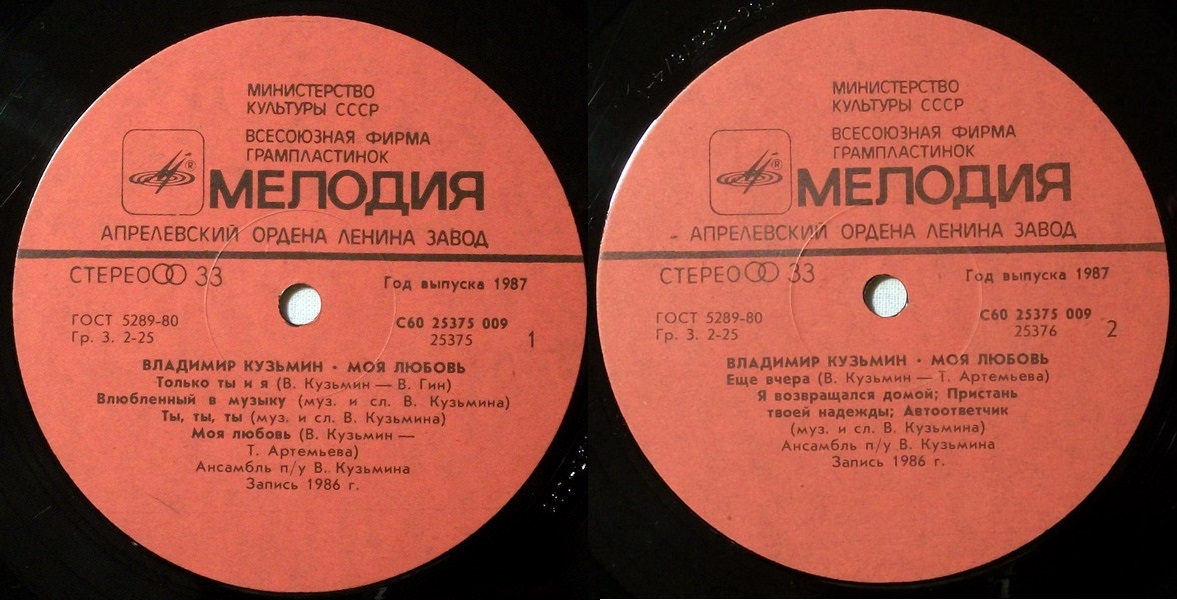 МИНИСТЕРСТВО
КУЛЬТУРЫ СССР
ВСЕСОЮЗНАЯ ФИРМА
ГРАМПЛАСТИНОК
®
МЕЛОДИЯ
АПРЕЛЕВСКИЙ ОРДЕНА ЛЕНИНА ЗАВОД
СТЕРЕО 33
Год выпуска 1987
ГОСТ 5289-80
Гр. 3. 2-25
С60 25375 009
25375
1
ВЛАДИМИР КУЗЬМИН · МОЯ ЛЮБОВЬ
Только ты и я (В. Кузьмин — В. Гин)
Влюбленный в музыку (муз. и сл. В. Кузьмина)
Ты, ты, ты (муз. и сл. В. Кузьмина)
Моя любовь (В. Кузьмин —
Т. Артемьева)
Ансамбль п/у В. Кузьмина
Запись 1986 г.
МИНИСТЕРСТВО
КУЛЬТУРЫ СССР
ВСЕСОЮЗНАЯ ФИРМА
ГРАМПЛАСТИНОК
®
МЕЛОДИЯ
АПРЕЛЕВСКИЙ ОРДЕНА ЛЕНИНА ЗАВОД
СТЕРЕО 33
Год выпуска 1987
ГОСТ 5289-80
Гр. 3. 2-25
С60 25375 009
25376
2
ВЛАДИМИР КУЗЬМИН · МОЯ ЛЮБОВЬ
Еще вчера (В. Кузьмин — Т. Артемьева)
Я возвращался домой; Пристань
твоей надежды; Автоответчик
(муз. и сл. В. Кузьмина)
Ансамбль п/у В. Кузьмина
Запись 1986 г.